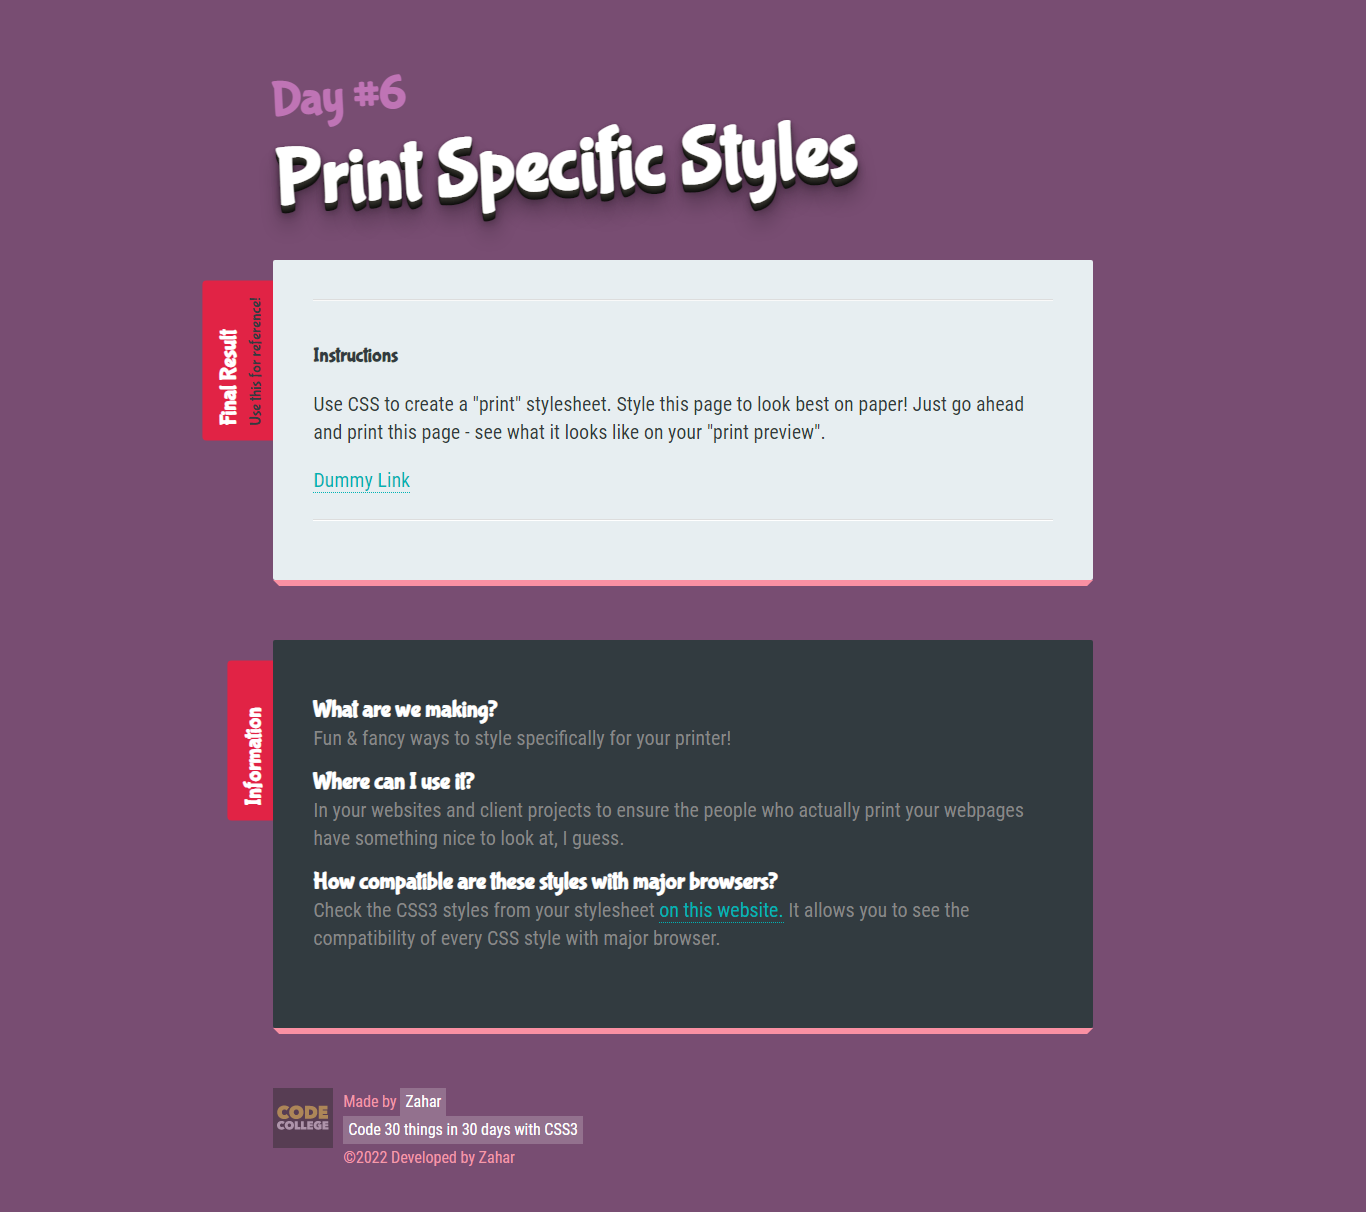 Day #6
Print Specific Styles
Final Result
Use this for reference!
Instructions
Use CSS to create a "print" stylesheet. Style this page to look best on paper! Just go ahead
and print this page - see what it looks like on your "print preview".
Dummy Link
Information
What are we making?
Fun & fancy ways to style specifically for your printer!
Where can I use it?
In your websites and client projects to ensure the people who actually print your webpages
have something nice to look at, I guess.
How compatible are these styles with major browsers?
Check the CSS3 styles from your stylesheet on this website. It allows you to see the
compatibility of every CSS style with major browser.
CODE
COLLEGE
Made by Zahar
Code 30 things in 30 days with CSS3
©2022 Developed by Zahar